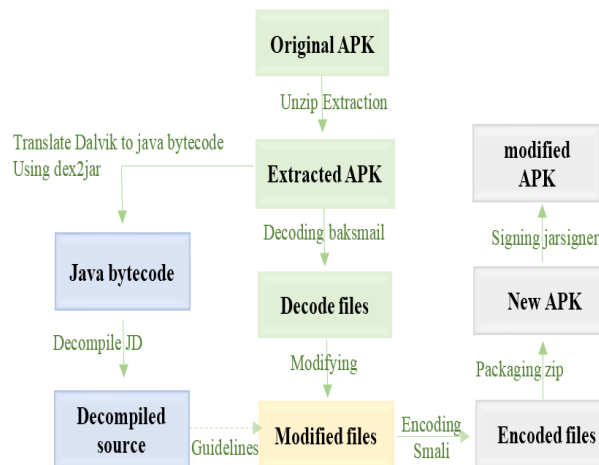 Original APK
Unzip Extraction
Translate Dalvik to java bytecode
Using dex2jar
Extracted APK
modified
APK
Decoding baksmail
Signing jarsigner
Java bytecode
Decode files
New APK
Decompile JD
Modifying
Packaging zip
Decompiled
source
Guidelines
Modified files
Encoding
Smali
Encoded files